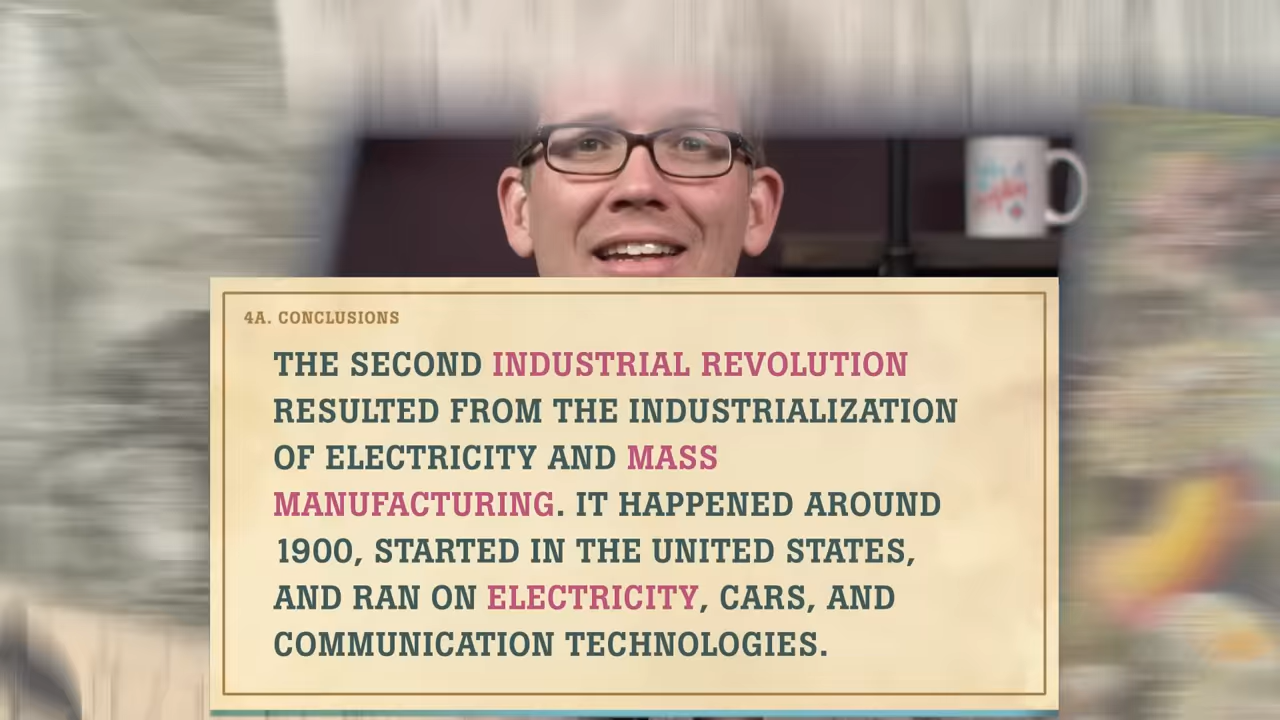 4A. CONCLUSIONS
THE SECOND INDUSTRIAL REVOLUTION
RESULTED FROM THE INDUSTRIALIZATION
OF ELECTRICITY AND MASS
MANUFACTURING. IT HAPPENED AROUND
1900, STARTED IN THE UNITED STATES,
AND RAN ON ELECTRICITY, CARS, AND
COMMUNICATION TECHNOLOGIES.